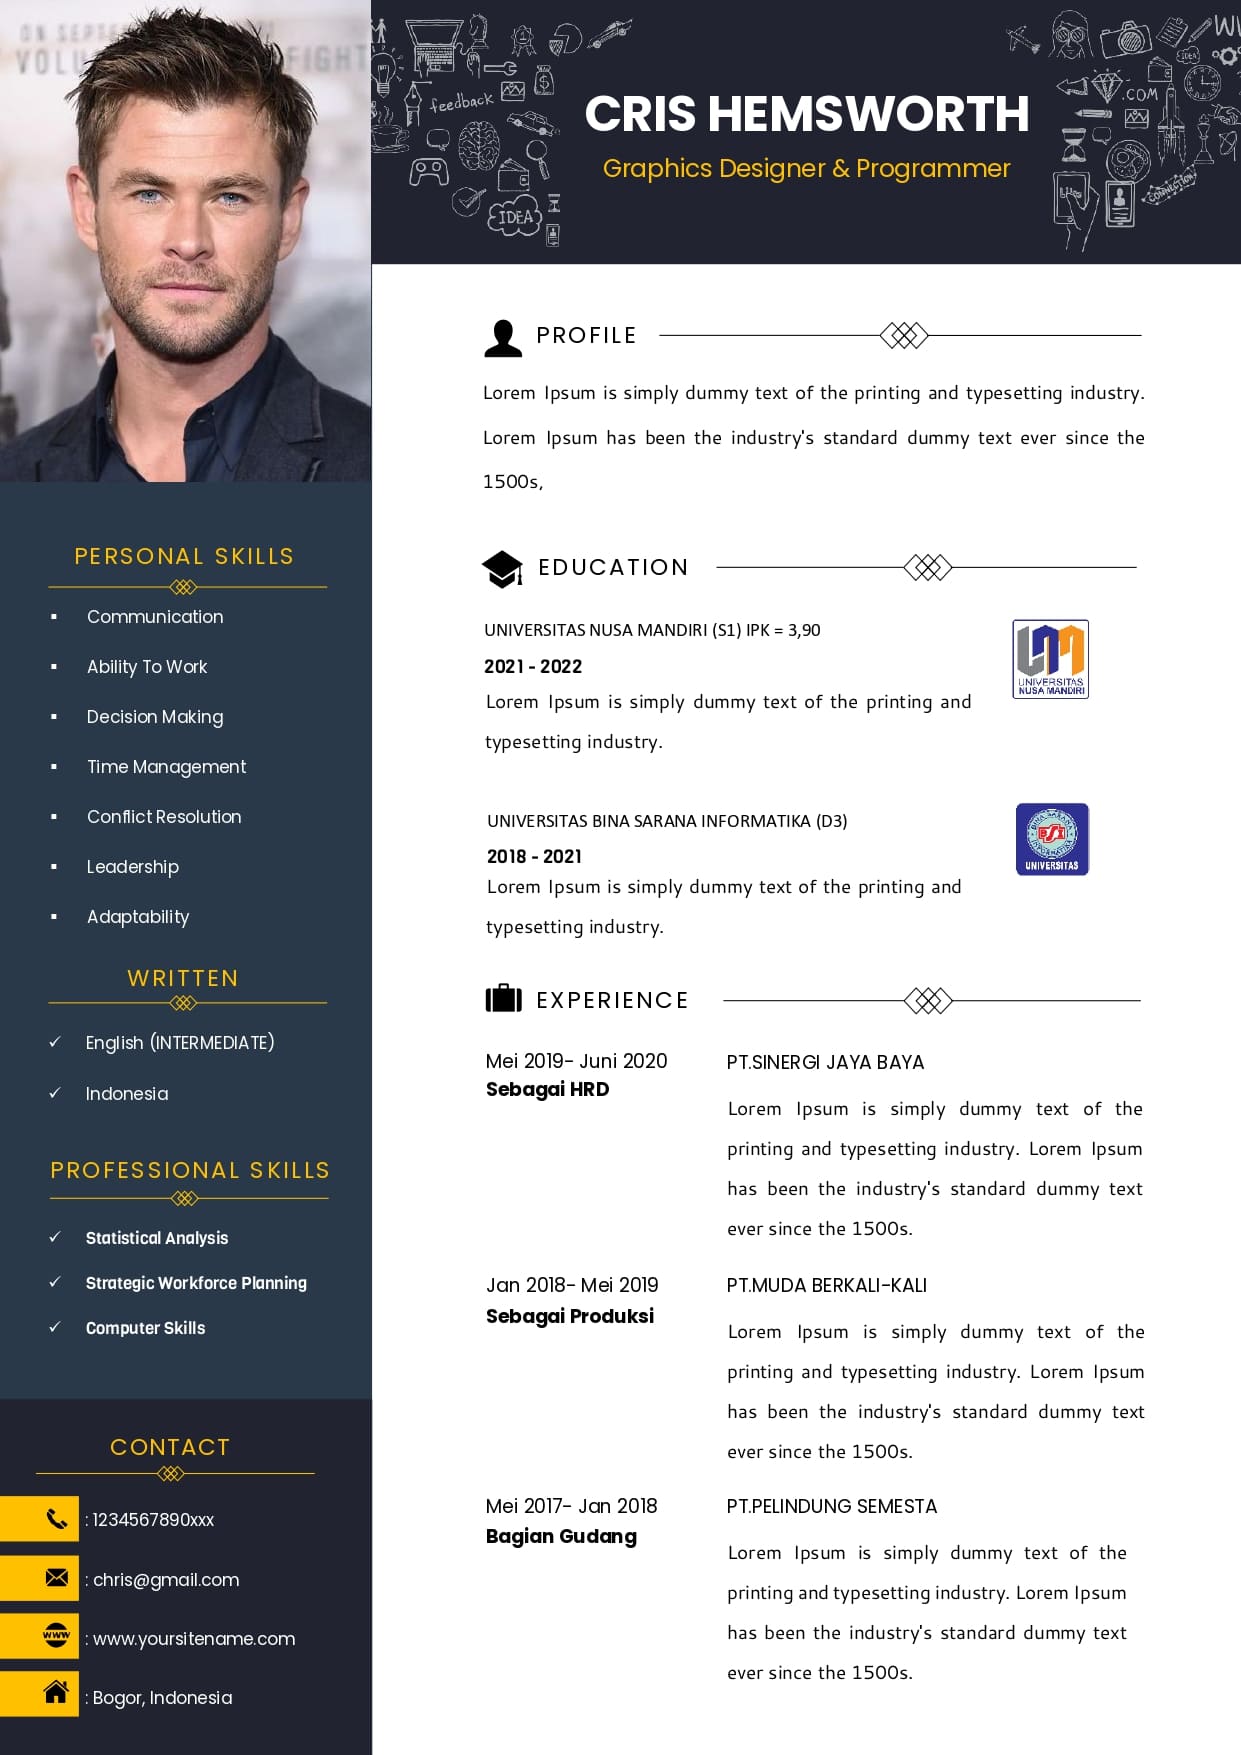 ON SEPT
VOLU FIGHT
feedback
IDEA
IDEA
.COM
CONNECTION
CRIS HEMSWORTH
Graphics Designer & Programmer
PERSONAL SKILLS
Communication
Ability To Work
Decision Making
Time Management
Conflict Resolution
Leadership
Adaptability
WRITTEN
English (INTERMEDIATE)
Indonesia
PROFESSIONAL SKILLS
Statistical Analysis
Strategic Workforce Planning
Computer Skills
CONTACT
: 1234567890xxx
: chris@gmail.com
www
: www.yoursitename.com
: Bogor, Indonesia
PROFILE
Lorem Ipsum is simply dummy text of the printing and typesetting industry.
Lorem Ipsum has been the industry's standard dummy text ever since the
1500s,
EDUCATION
UNIVERSITAS NUSA MANDIRI (S1) IPK = 3,90
2021 - 2022
Lorem Ipsum is simply dummy text of the printing and
typesetting industry.
UNIVERSITAS
NUSA MANDIRI
UNIVERSITAS BINA SARANA INFORMATIKA (D3)
2018 - 2021
Lorem Ipsum is simply dummy text of the printing and
typesetting industry.
BINA SARANA
BSI
INFORMATIKA
UNIVERSITAS
EXPERIENCE
Mei 2019- Juni 2020
Sebagai HRD
PT.SINERGI JAYA BAYA
Lorem Ipsum is simply dummy text of the
printing and typesetting industry. Lorem Ipsum
has been the industry's standard dummy text
ever since the 1500s.
Jan 2018- Mei 2019
Sebagai Produksi
PT.MUDA BERKALI-KALI
Lorem Ipsum is simply dummy text of the
printing and typesetting industry. Lorem Ipsum
has been the industry's standard dummy text
ever since the 1500s.
Mei 2017- Jan 2018
Bagian Gudang
PT.PELINDUNG SEMESTA
Lorem Ipsum is simply dummy text of the
printing and typesetting industry. Lorem Ipsum
has been the industry's standard dummy text
ever since the 1500s.